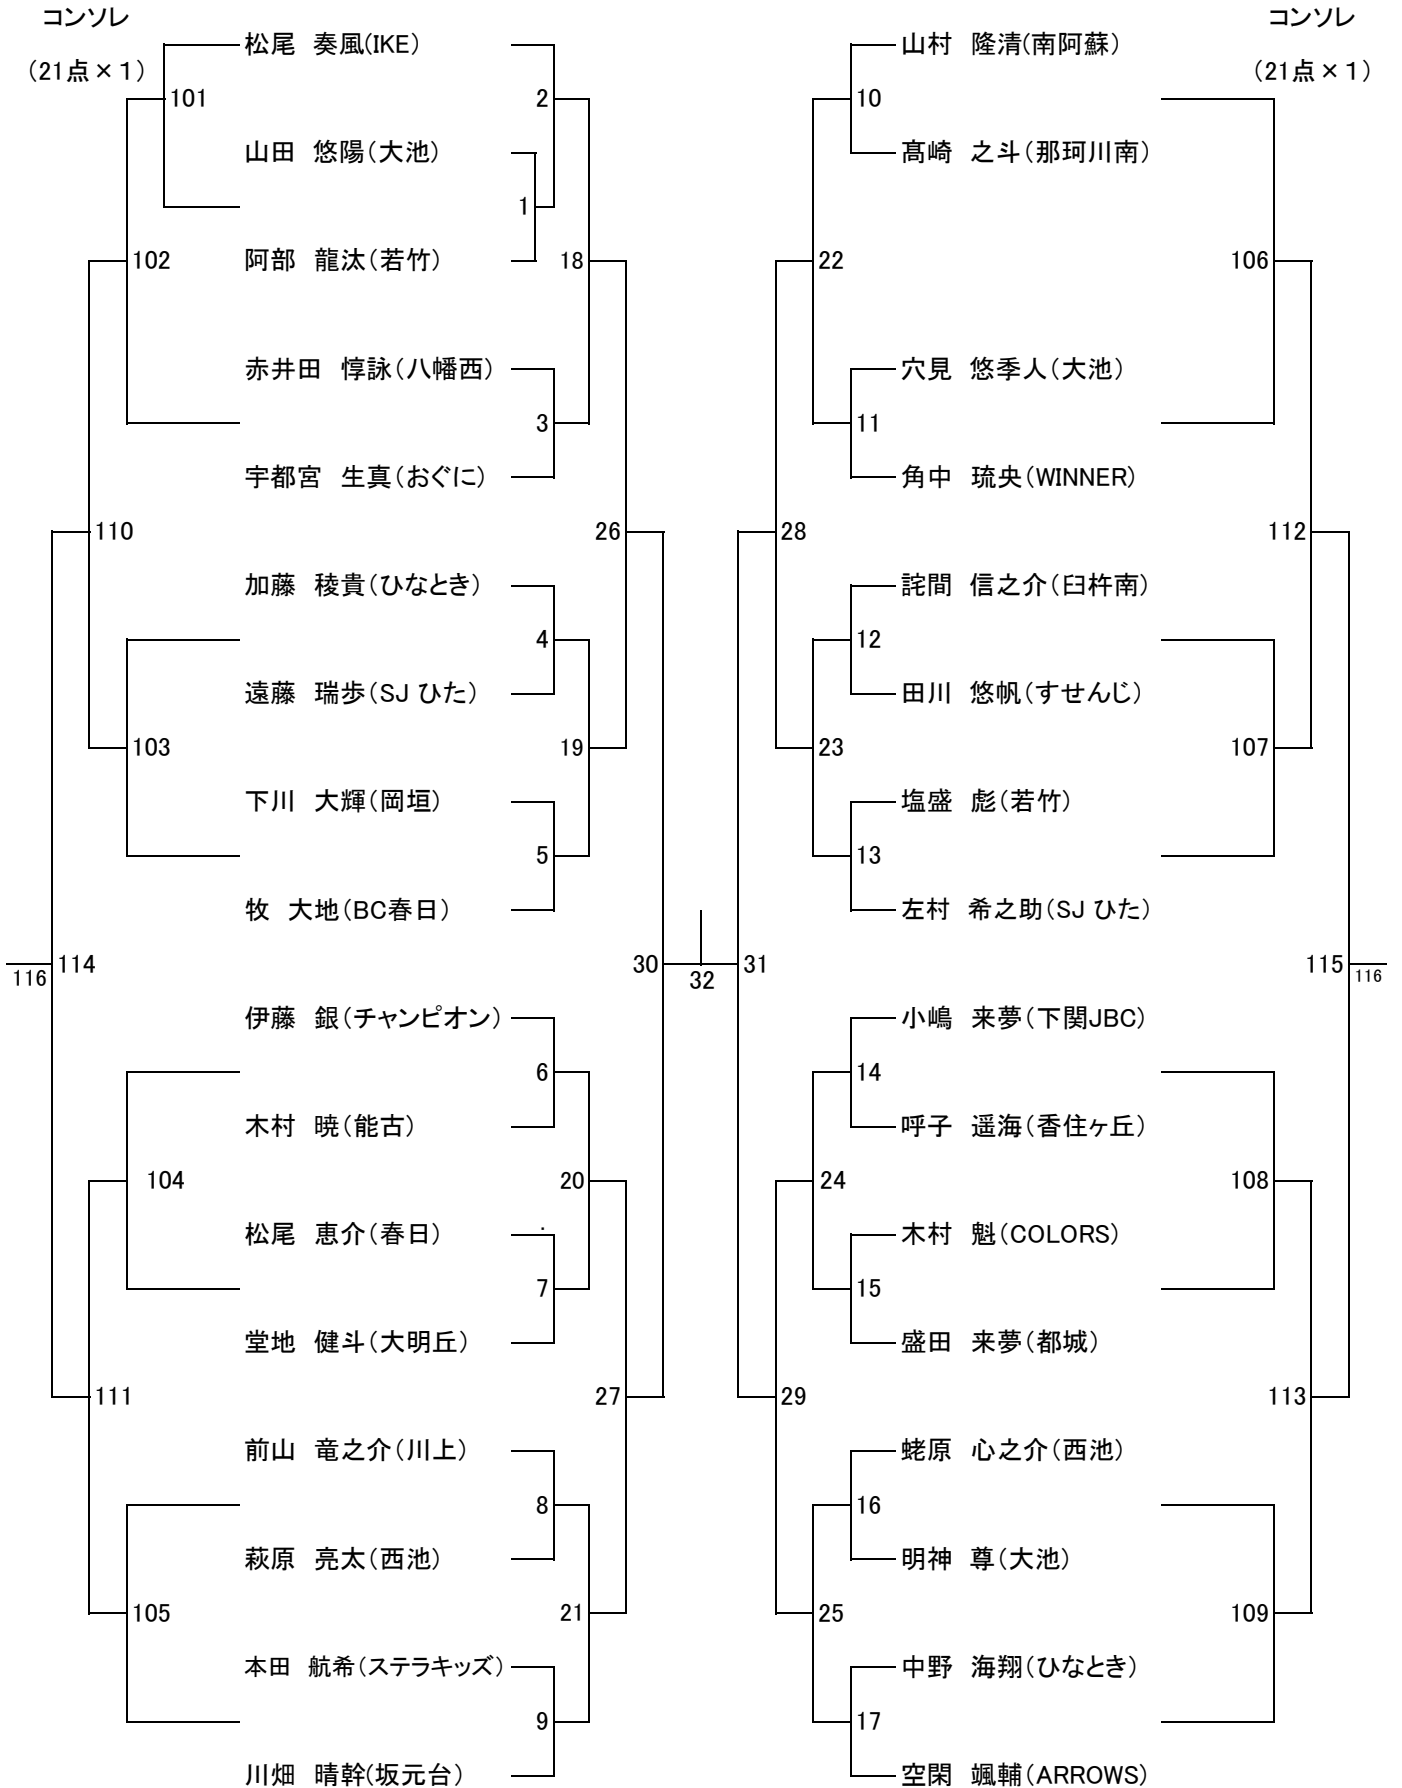 コンソレ
(21点×1)
松尾 奏風(IKE)
101
2
山田 悠陽(大池)
1
阿部 龍汰(若竹)
102
18
赤井田 惇詠(八幡西)
3
宇都宮 生真(おぐに)
110
26
加藤 稜貴(ひなとき)
4
遠藤 瑞歩(SJ ひた)
103
19
下川 大輝(岡垣)
5
牧 大地(BC春日)
116
114
30
伊藤 銀(チャンピオン)
6
木村 暁(能古)
104
20
松尾 恵介(春日)
7
堂地 健斗(大明丘)
111
27
前山 竜之介(川上)
8
萩原 亮太(西池)
105
21
本田 航希(ステラキッズ)
9
川畑 晴幹(坂元台)
32
コンソレ
(21点×1)
山村 隆清(南阿蘇)
10
髙崎 之斗(那珂川南)
22
106
穴見 悠季人(大池)
11
角中 琉央(WINNER)
28
112
詫間 信之介(臼杵南)
12
田川 悠帆(すせんじ)
23
107
塩盛 彪(若竹)
13
左村 希之助(SJ ひた)
31
115
116
小嶋 来夢(下関JBC)
14
呼子 遥海(香住ヶ丘)
24
108
木村 魁(COLORS)
15
盛田 来夢(都城)
29
113
蛯原 心之介(西池)
16
明神 尊(大池)
25
109
中野 海翔(ひなとき)
17
空閑 颯輔(ARROWS)